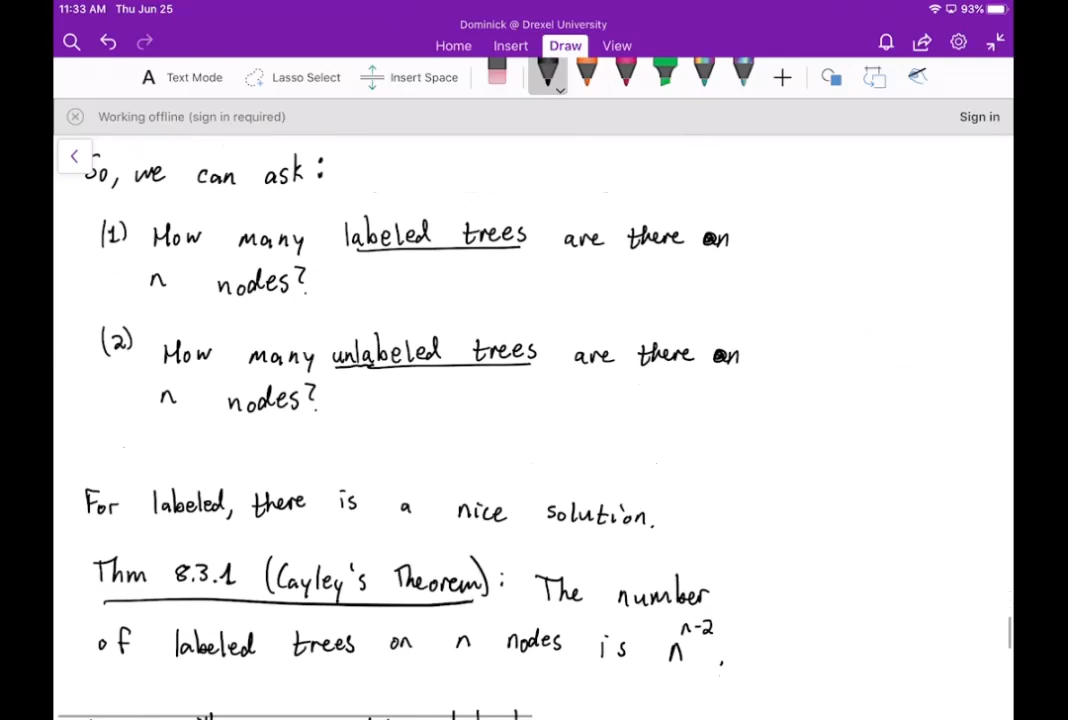 11:33 AM Thu Jun 25
93%
Dominick @ Drexel University
Home Insert Draw View
Text Mode Lasso Select Insert Space
Working offline (sign in required) Sign in
So, we can ask:
(1) How many labeled trees are there on
n nodes?
(2) How many unlabeled trees are there on
n nodes?
For labeled, there is a nice solution.
Thm 8.3.1 (Cayley's Theorem): The number
of labeled trees on n nodes is n^{n-2}.